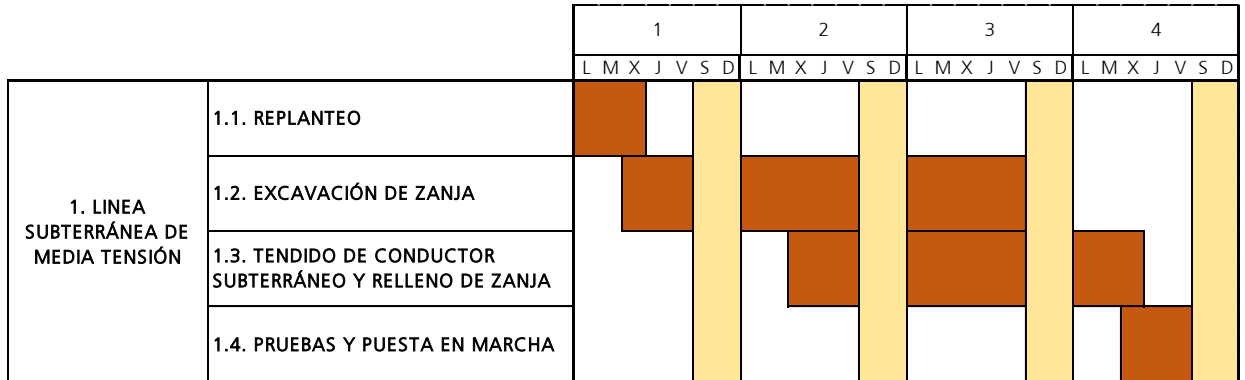 1 2 3 4
L M X J V S D L M X J V S D L M X J V S D L M X J V S D
1. LINEA
SUBTERRÁNEA DE
MEDIA TENSIÓN
1.1. REPLANTEO
1.2. EXCAVACIÓN DE ZANJA
1.3. TENDIDO DE CONDUCTOR
SUBTERRÁNEO Y RELLENO DE ZANJA
1.4. PRUEBAS Y PUESTA EN MARCHA